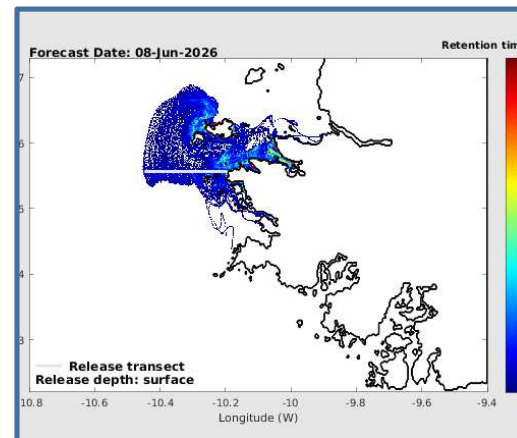 Forecast Date: 08-Jun-2026
Retention tim
7
6
5
4
3
Release transect
Release depth: surface
10.8 -10.6 -10.4 -10.2 -10 -9.8 -9.6 -9.4
Longitude (W)